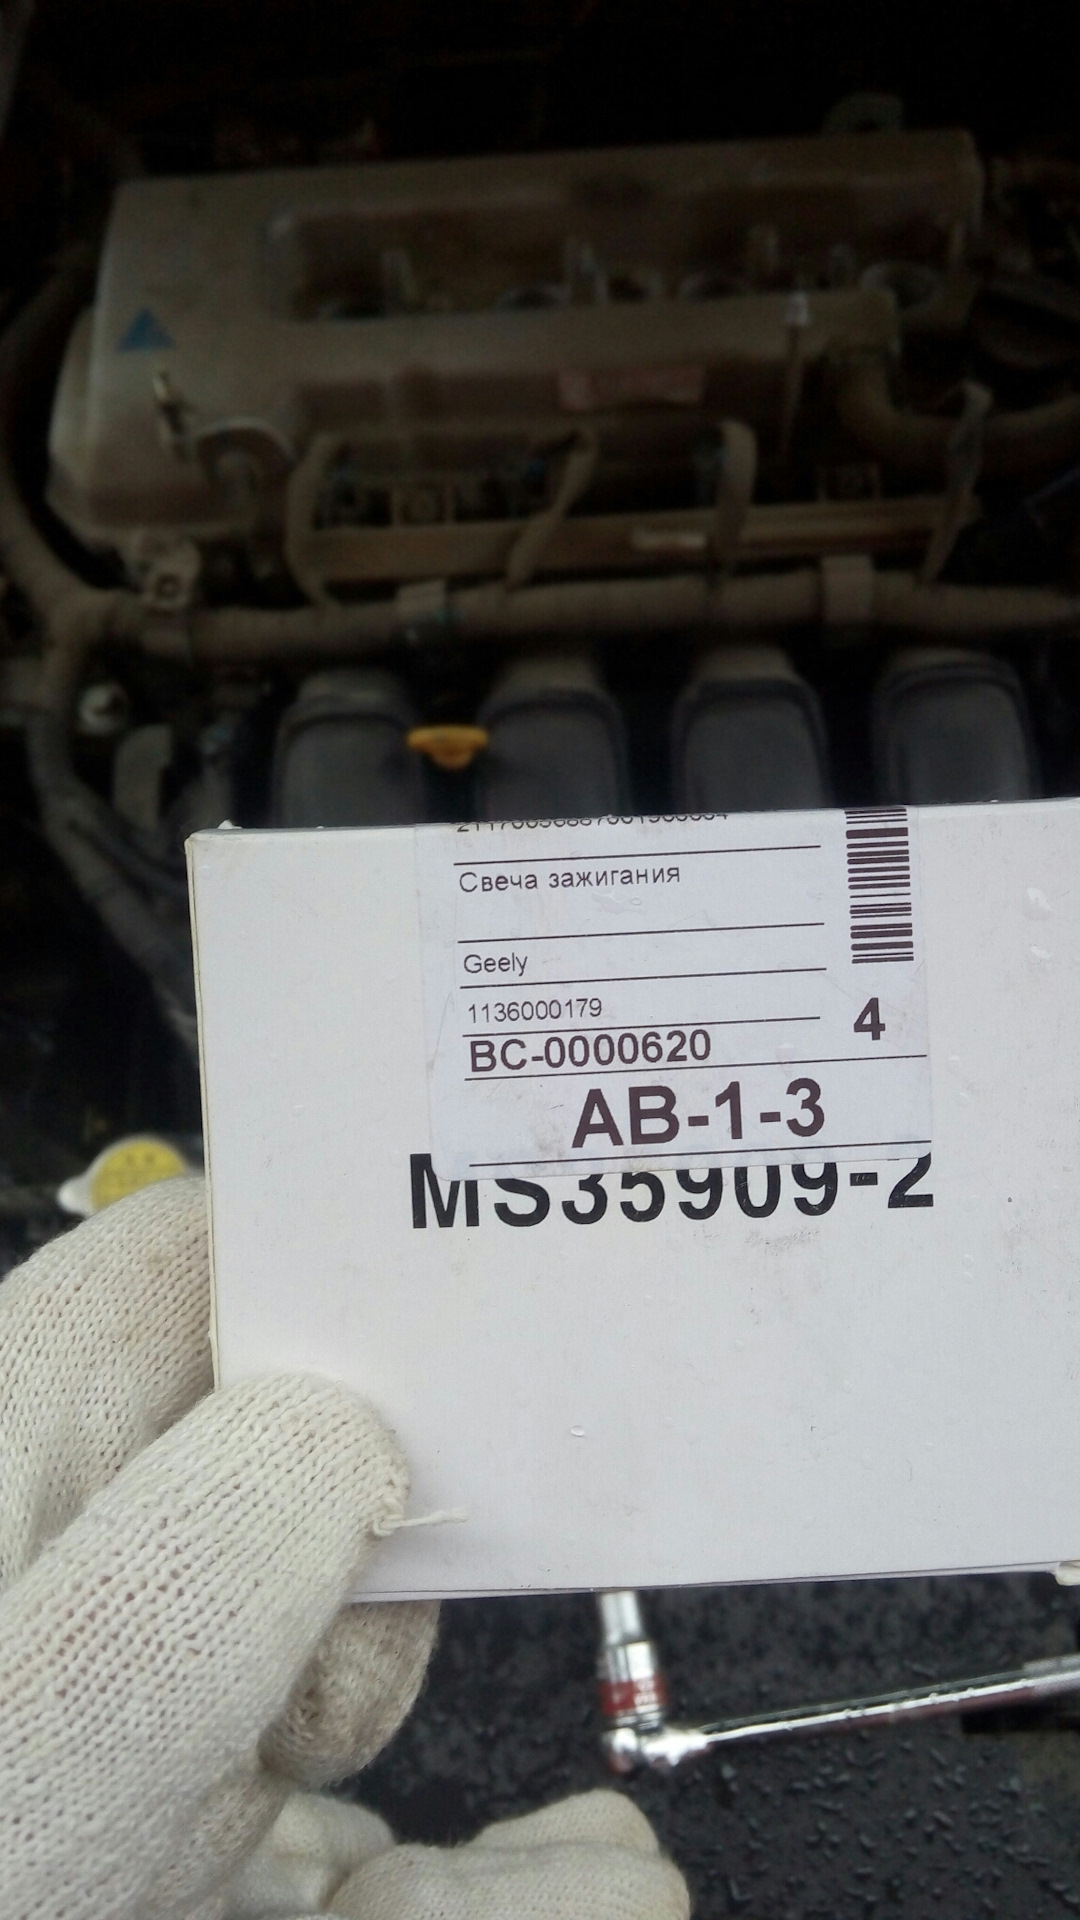 Свеча зажигания
Geely
1136000179
4
BC-0000620
AB-1-3
MS35909-2